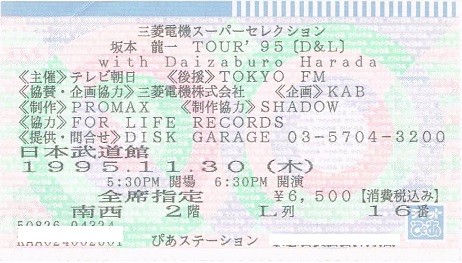 三菱電機スーパーセレクション
坂本 龍一 TOUR'95 [D&L]
with Daizaburo Harada
《主催》テレビ朝日 《後援》TOKYO FM
《協賛・企画協力》三菱電機株式会社 《企画》KAB
《制作》PROMAX 《制作協力》SHADOW
《協力》FOR LIFE RECORDS
《提供・問合せ》DISK GARAGE 03-5704-3200
日本武道館
1995.11.30 (木)
5:30PM 開場 6:30PM 開演
全席指定 ¥6,500【消費税込み】
南西 2階 L列 16番
ぴあ
ぴあステーション